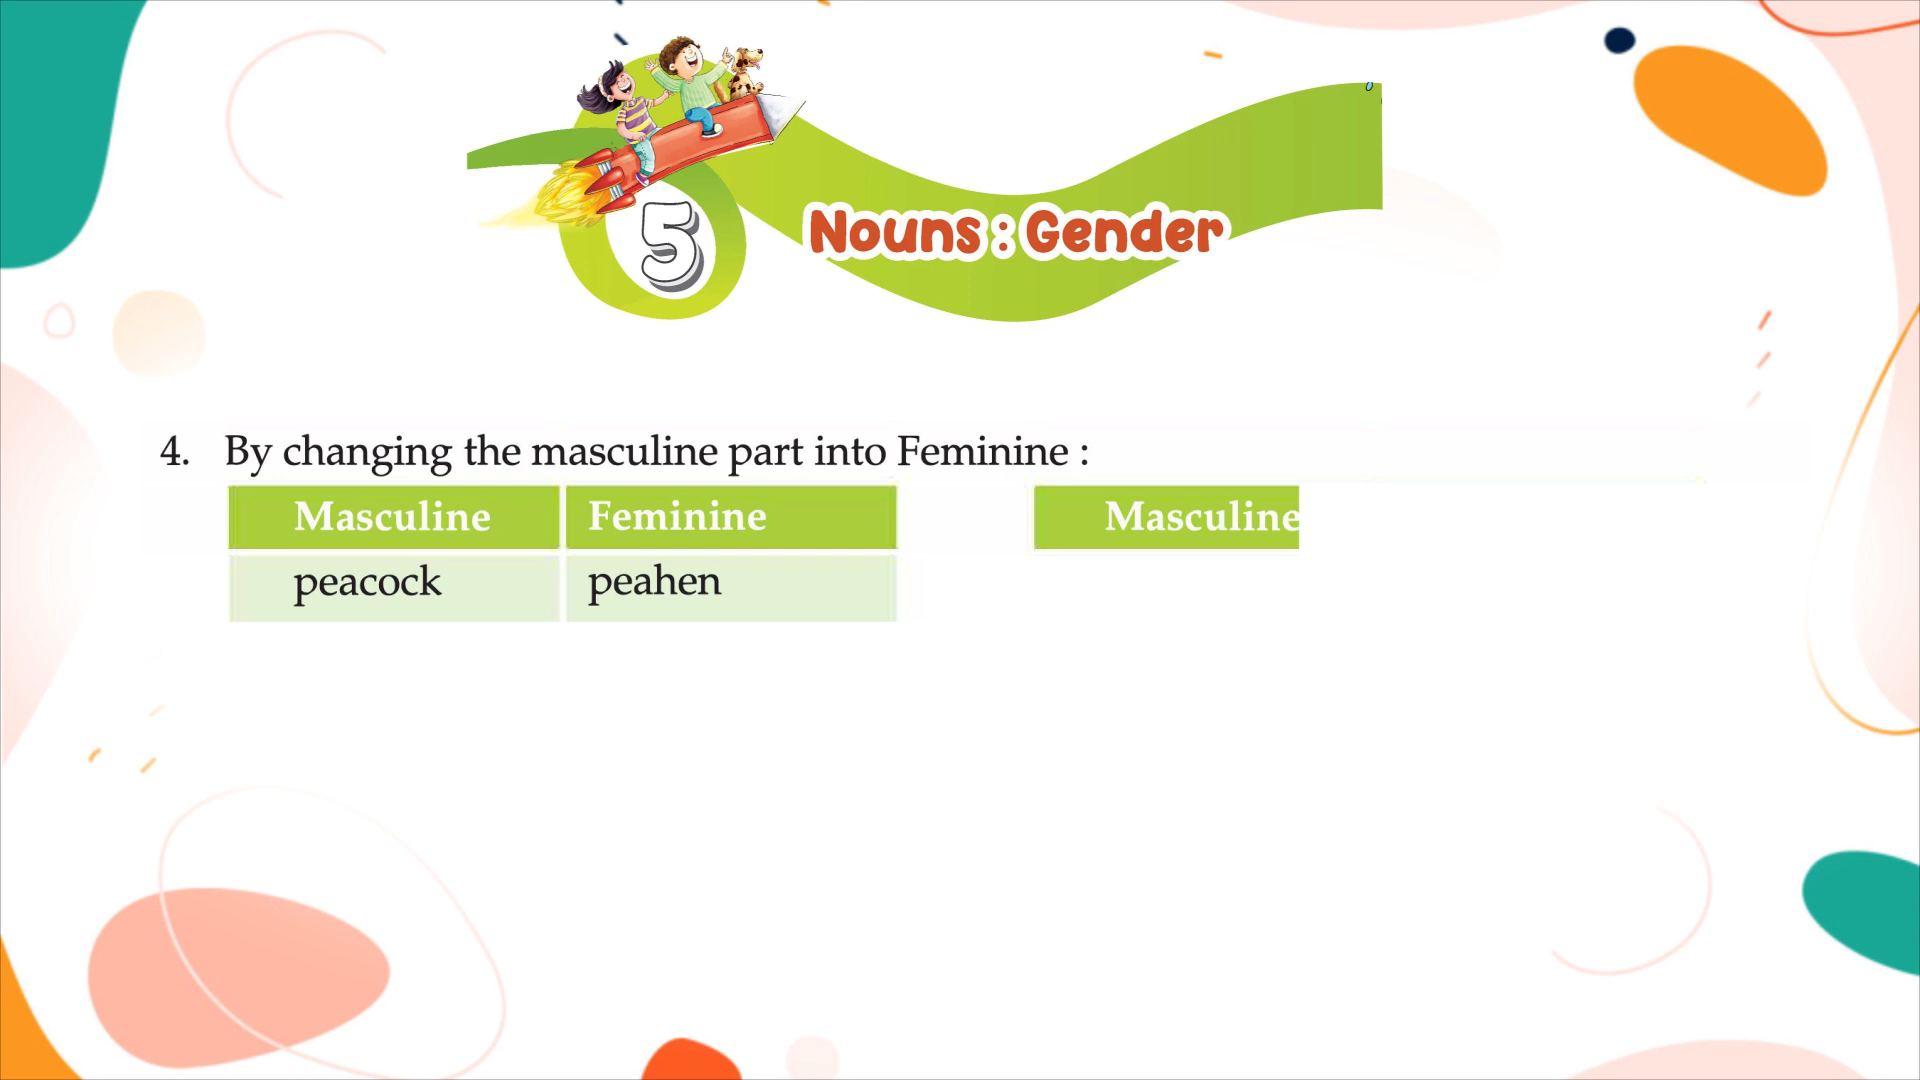 5
Nouns : Gender
4. By changing the masculine part into Feminine :
Masculine Feminine Masculine
peacock peahen